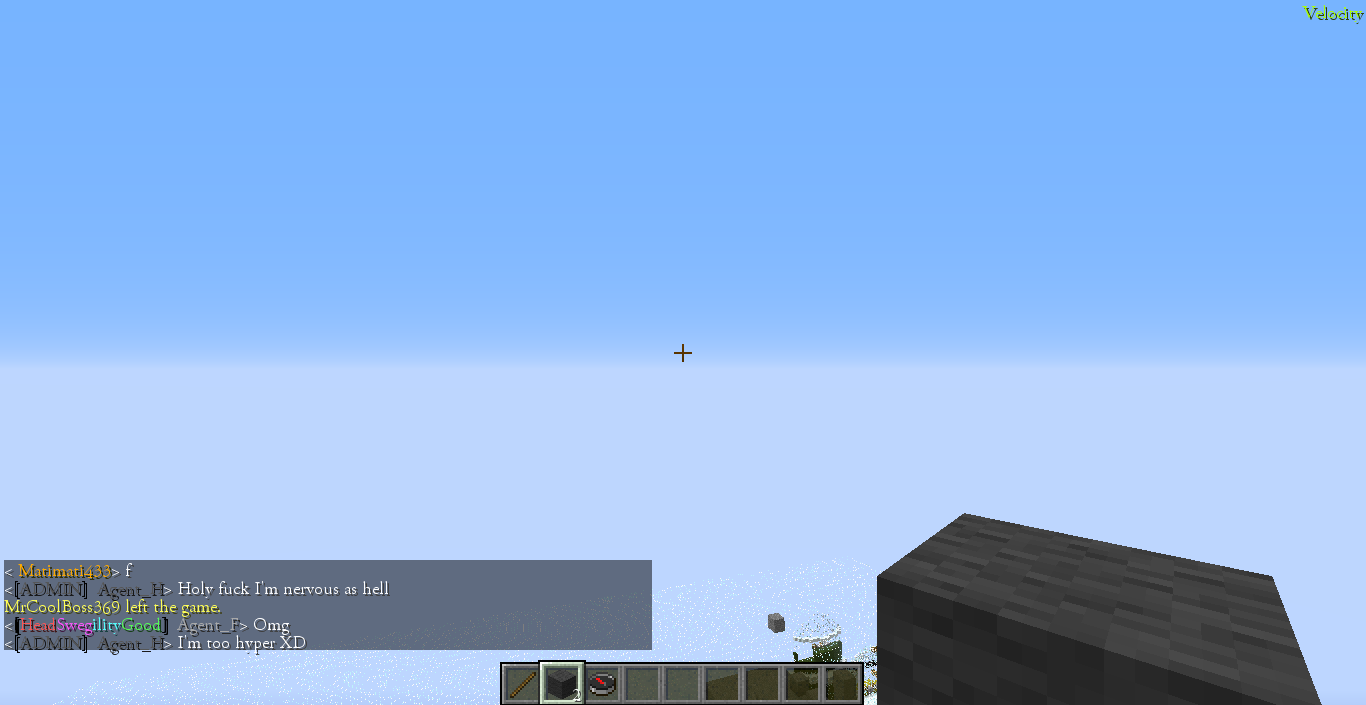 Velocity
< Matimati433> f
<[ADMIN] Agent_H> Holy fuck I'm nervous as hell
MrCoolBoss369 left the game.
<[HeadSwegilityGood] Agent_F> Omg
<[ADMIN] Agent_H> I'm too hyper XD
2